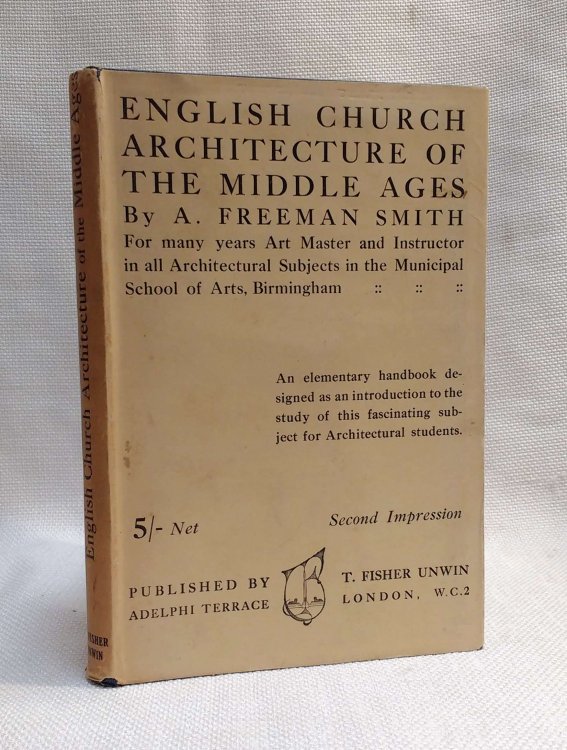 ENGLISH CHURCH
ARCHITECTURE OF
THE MIDDLE AGES
By A. FREEMAN SMITH
For many years Art Master and Instructor
in all Architectural Subjects in the Municipal
School of Arts, Birmingham :: :: ::
An elementary handbook de-
signed as an introduction to the
study of this fascinating sub-
ject for Architectural students.
5/- Net
Second Impression
PUBLISHED BY T. FISHER UNWIN
ADELPHI TERRACE LONDON, W.C.2
English Church Architecture of the Middle Ages
FISHER
UNWIN